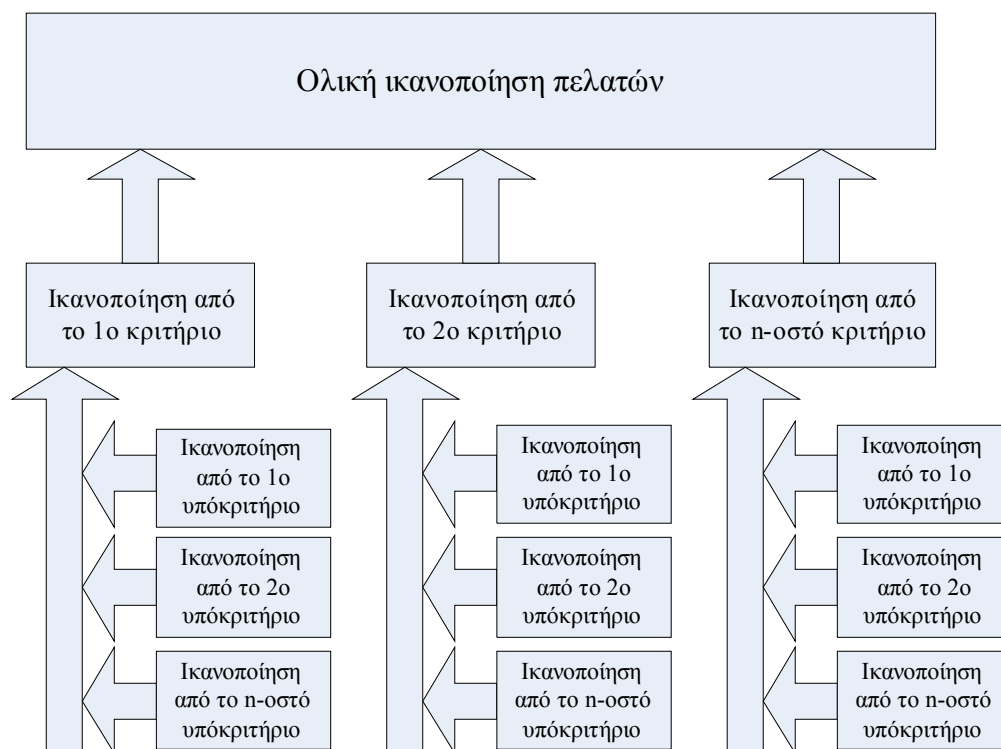 Ολική ικανοποίηση πελατών
Ικανοποίηση από
το 1ο κριτήριο
Ικανοποίηση από
το 2ο κριτήριο
Ικανοποίηση από
το n-οστό κριτήριο
Ικανοποίηση
από το 1ο
υπόκριτήριο
Ικανοποίηση
από το 2ο
υπόκριτήριο
Ικανοποίηση
από το n-οστό
υπόκριτήριο
Ικανοποίηση
από το 1ο
υπόκριτήριο
Ικανοποίηση
από το 2ο
υπόκριτήριο
Ικανοποίηση
από το n-οστό
υπόκριτήριο
Ικανοποίηση
από το 1ο
υπόκριτήριο
Ικανοποίηση
από το 2ο
υπόκριτήριο
Ικανοποίηση
από το n-οστό
υπόκριτήριο